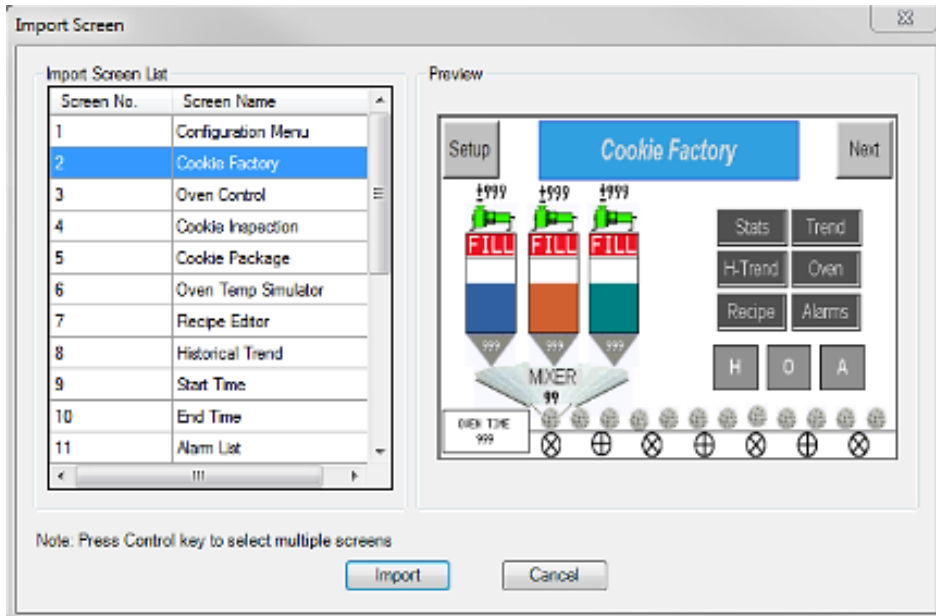 Import Screen
Import Screen List
Screen No. Screen Name
1 Configuration Menu
2 Cookie Factory
3 Oven Control
4 Cookie Inspection
5 Cookie Package
6 Oven Temp Simulator
7 Recipe Editor
8 Historical Trend
9 Start Time
10 End Time
11 Alarm List
Preview
Setup Cookie Factory Next
±999 ±999 ±999
FILL FILL FILL
Stats Trend
H-Trend Oven
Recipe Alarms
999 999 999
H O A
MIXER
99
OVEN TIME
999
Note: Press Control key to select multiple screens
Import Cancel